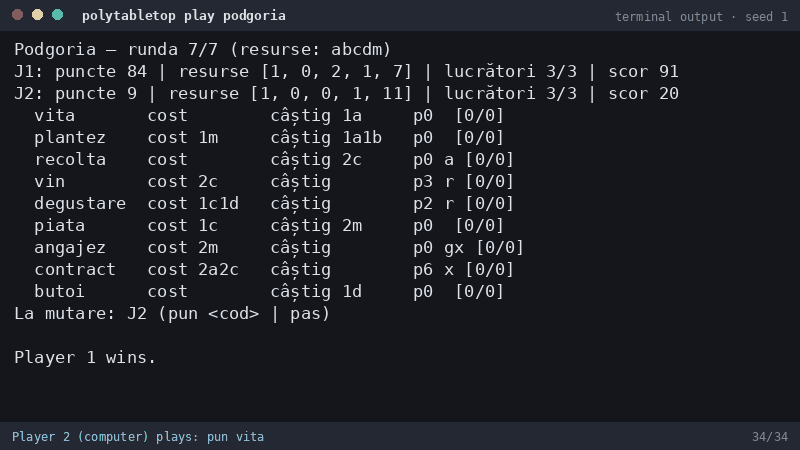 polytabletop play podgoria
terminal output · seed 1
Podgoria — runda 7/7 (resurse: abcdm)
J1: puncte 84 | resurse [1, 0, 2, 1, 7] | lucrători 3/3 | scor 91
J2: puncte 9 | resurse [1, 0, 0, 1, 11] | lucrători 3/3 | scor 20
vita cost câștig 1a p0 [0/0]
plantez cost 1m câștig 1a1b p0 [0/0]
recolta cost câștig 2c p0 a [0/0]
vin cost 2c câștig p3 r [0/0]
degustare cost 1c1d câștig p2 r [0/0]
piata cost 1c câștig 2m p0 [0/0]
angajez cost 2m câștig p0 gx [0/0]
contract cost 2a2c câștig p6 x [0/0]
butoi cost câștig 1d p0 [0/0]
La mutare: J2 (pun <cod> | pas)
Player 1 wins.
Player 2 (computer) plays: pun vita
34/34